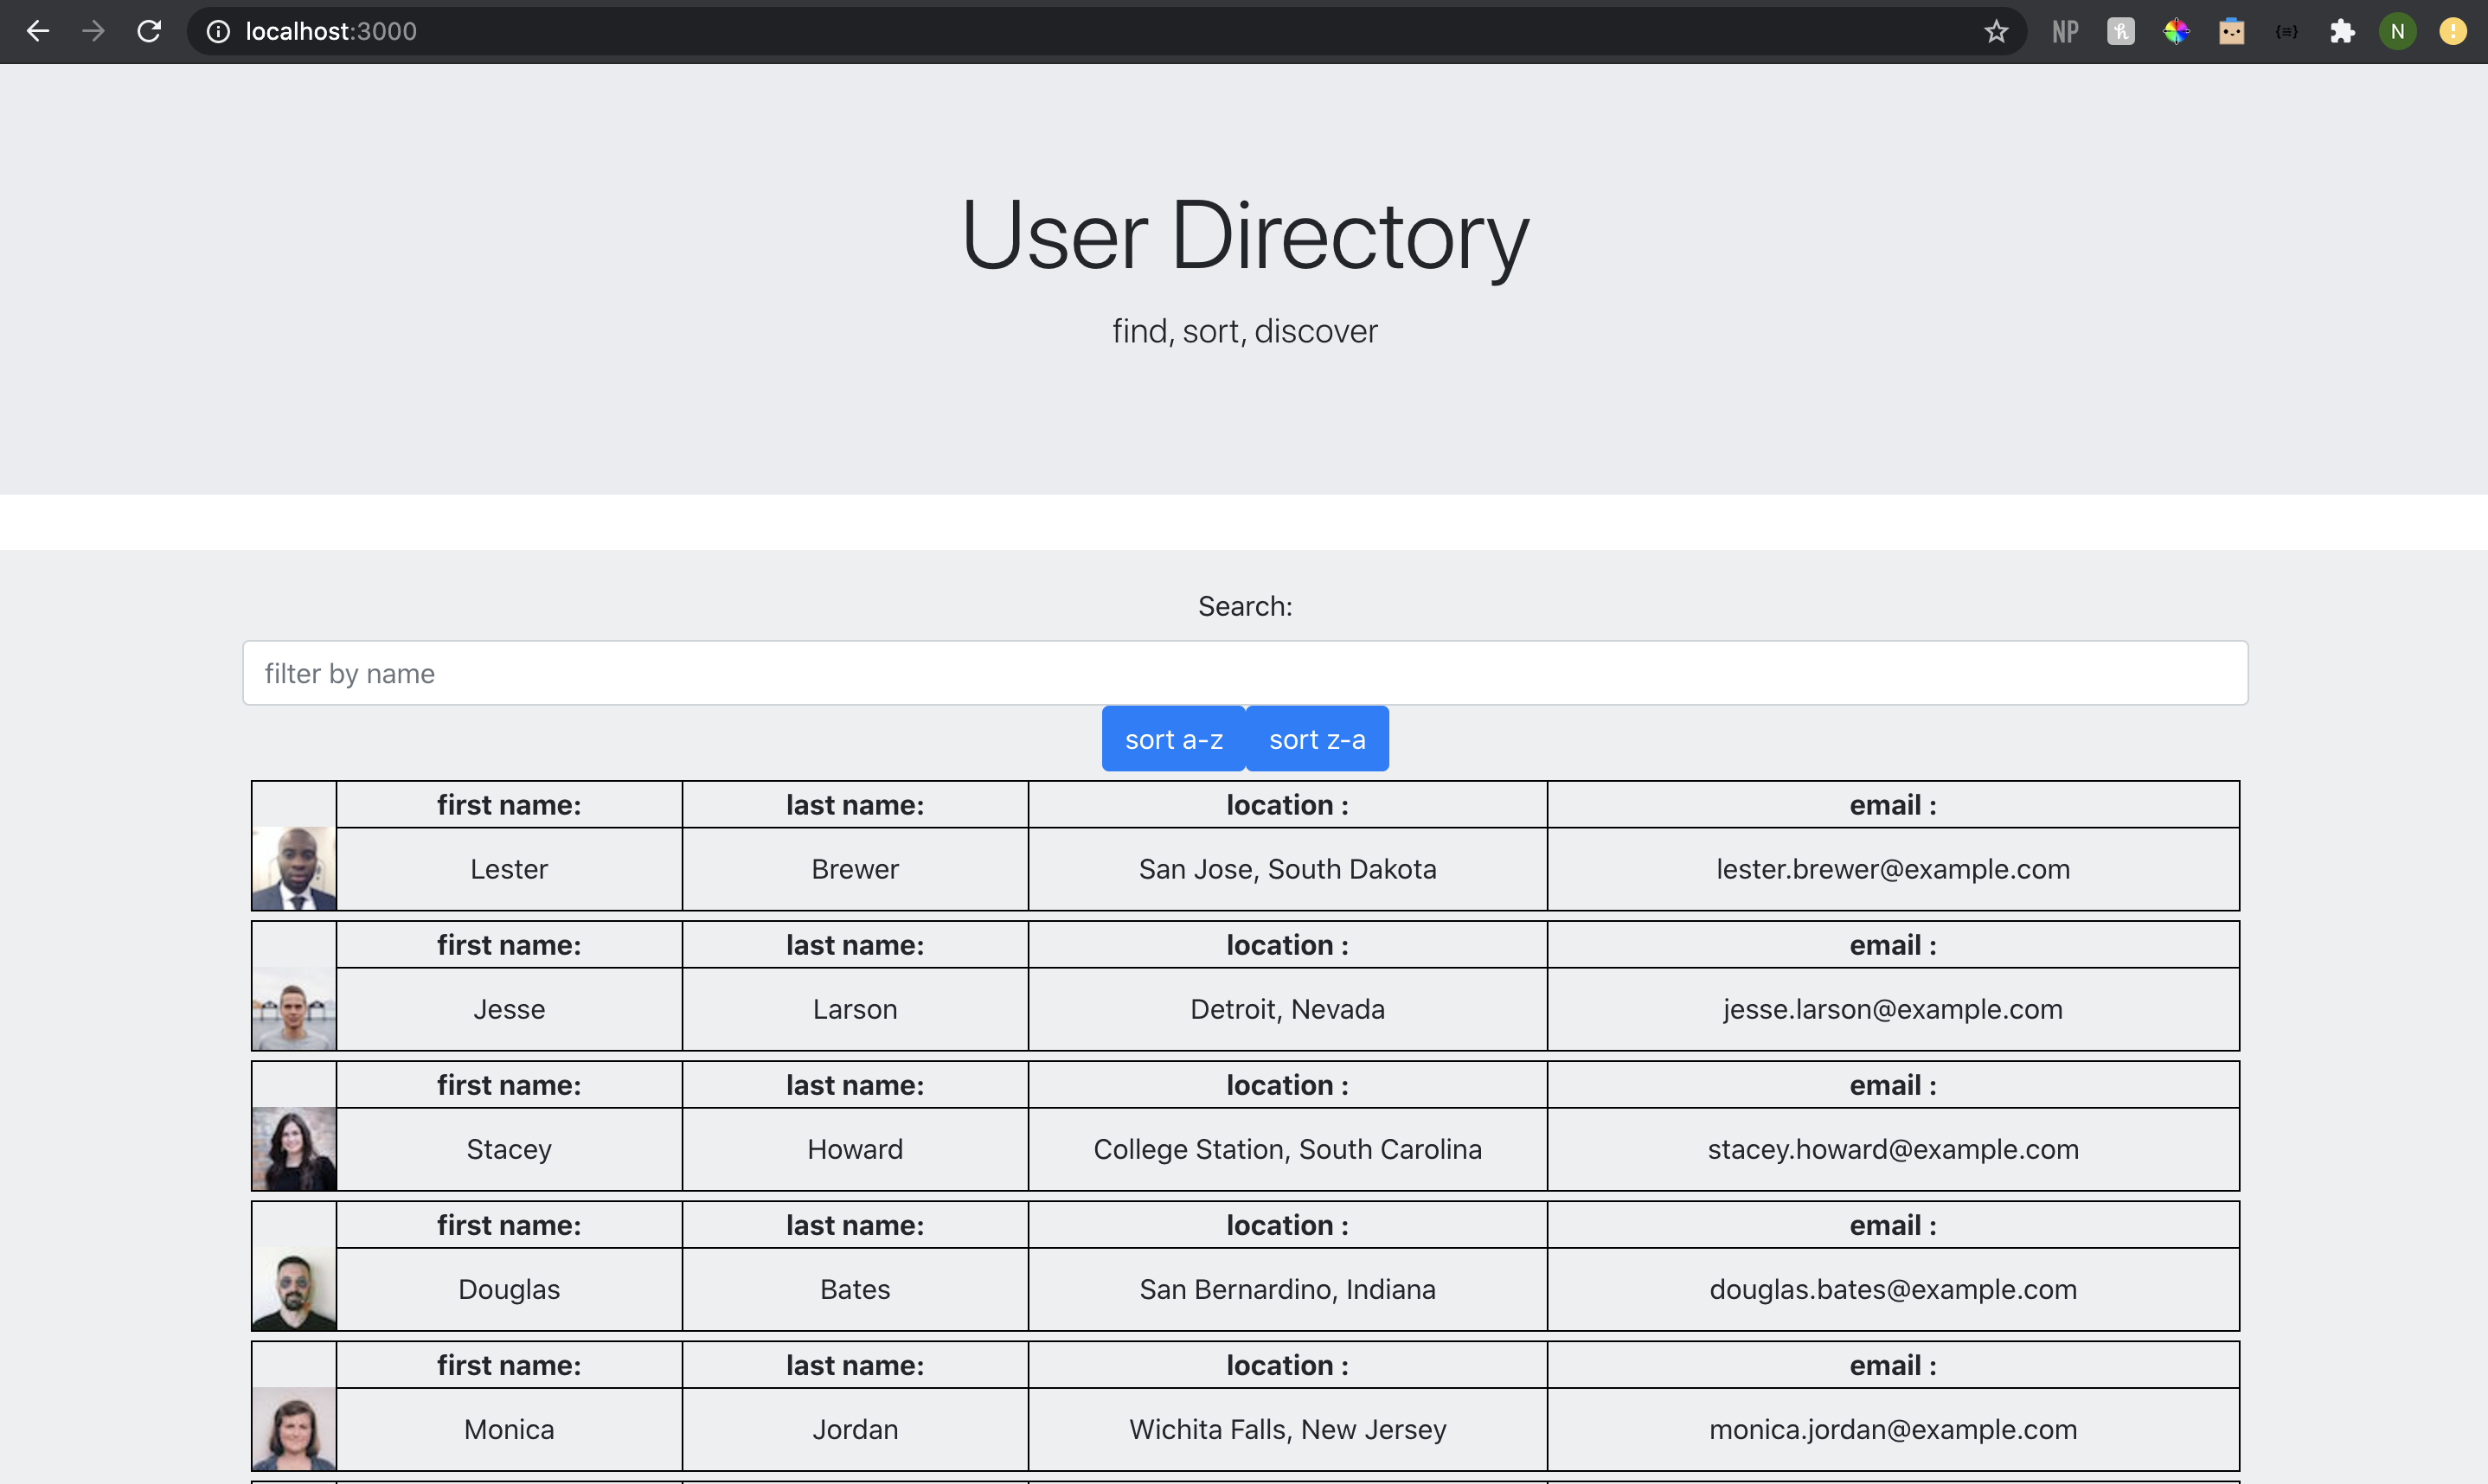 localhost:3000
NP
N
User Directory
find, sort, discover
Search:
filter by name
sort a-z sort z-a
first name: last name: location : email :
Lester Brewer San Jose, South Dakota lester.brewer@example.com
first name: last name: location : email :
Jesse Larson Detroit, Nevada jesse.larson@example.com
first name: last name: location : email :
Stacey Howard College Station, South Carolina stacey.howard@example.com
first name: last name: location : email :
Douglas Bates San Bernardino, Indiana douglas.bates@example.com
first name: last name: location : email :
Monica Jordan Wichita Falls, New Jersey monica.jordan@example.com